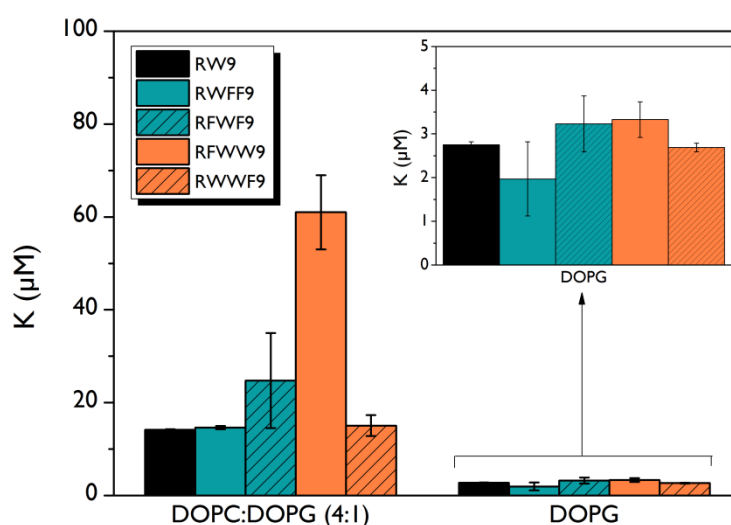 100
80
60
40
20
0
K (µM)
RW9
RWFF9
RFWF9
RFWW9
RWWF9
DOPC:DOPG (4:1)
DOPG
5
4
3
2
1
0
K (µM)
DOPG